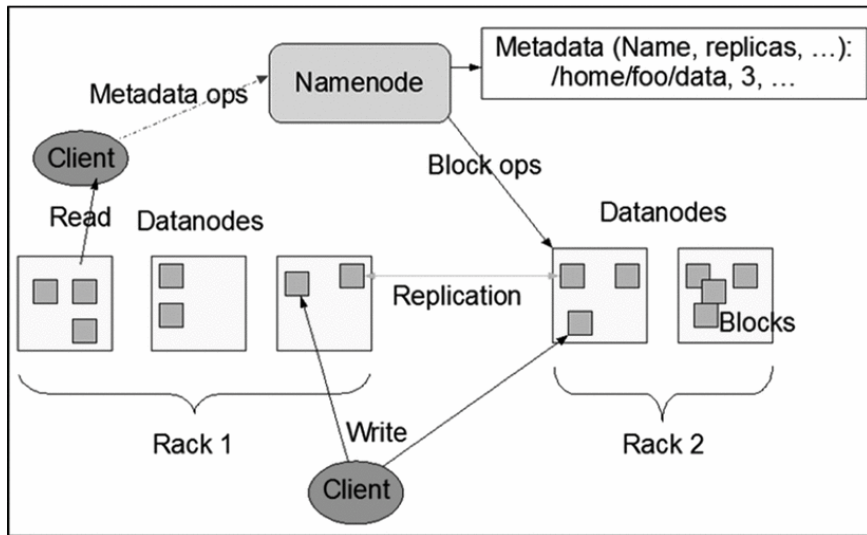 Metadata (Name, replicas, …):
/home/foo/data, 3, …
Namenode
Metadata ops
Client
Block ops
Read
Datanodes
Datanodes
Replication
Blocks
Rack 1
Write
Rack 2
Client